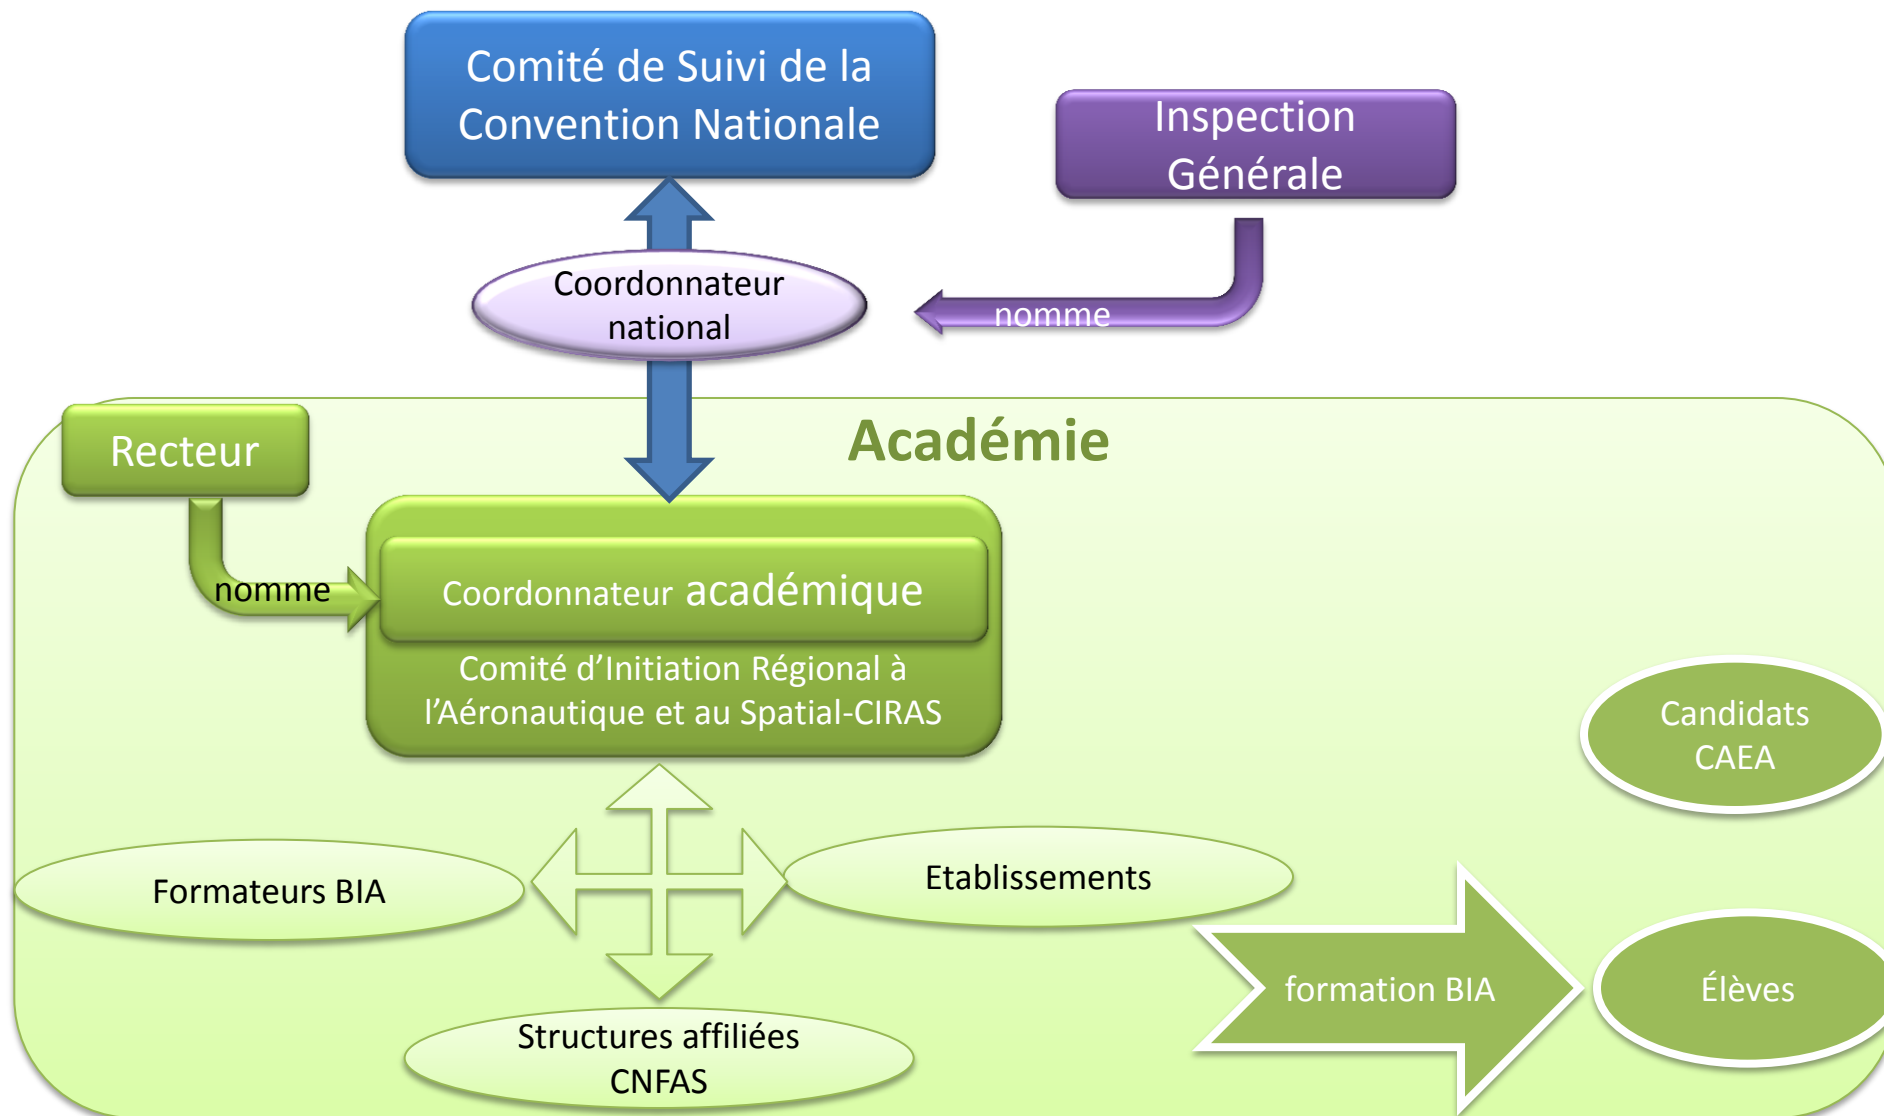 Comité de Suivi de la
Convention Nationale
Inspection
Générale
Coordonnateur
national
nomme
Académie
Recteur
nomme
Coordonnateur académique
Comité d’Initiation Régional à
l’Aéronautique et au Spatial-CIRAS
Candidats
CAEA
Formateurs BIA
Etablissements
formation BIA
Élèves
Structures affiliées
CNFAS